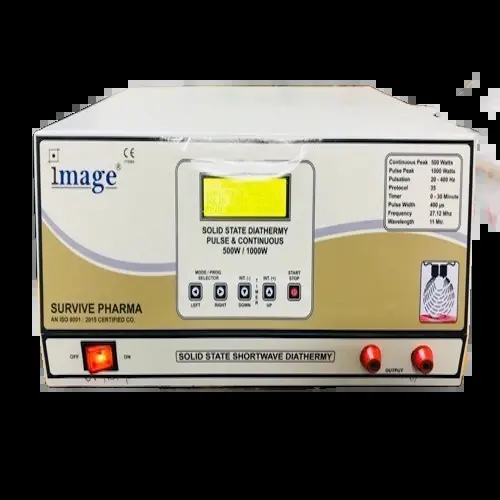 Image®
CE
SURVIVE PHARMA
AN ISO 9001 : 2015 CERTIFIED CO.
SOLID STATE DIATHERMY
PULSE & CONTINUOUS
500W / 1000W
MODE / PROG
SELECTOR
INT. (-)
TIMER
INT. (+)
START
STOP
LEFT
RIGHT
DOWN
UP
Continuous Peak 500 Watts
Pulse Peak 1000 Watts
Pulsation 20 - 400 Hz
Protocol 35
Timer 0 - 30 Minute
Pulse Width 400 µs
Frequency 27.12 Mhz
Wavelength 11 Mtr.
OFF
ON
SOLID STATE SHORTWAVE DIATHERMY
OUTPUT